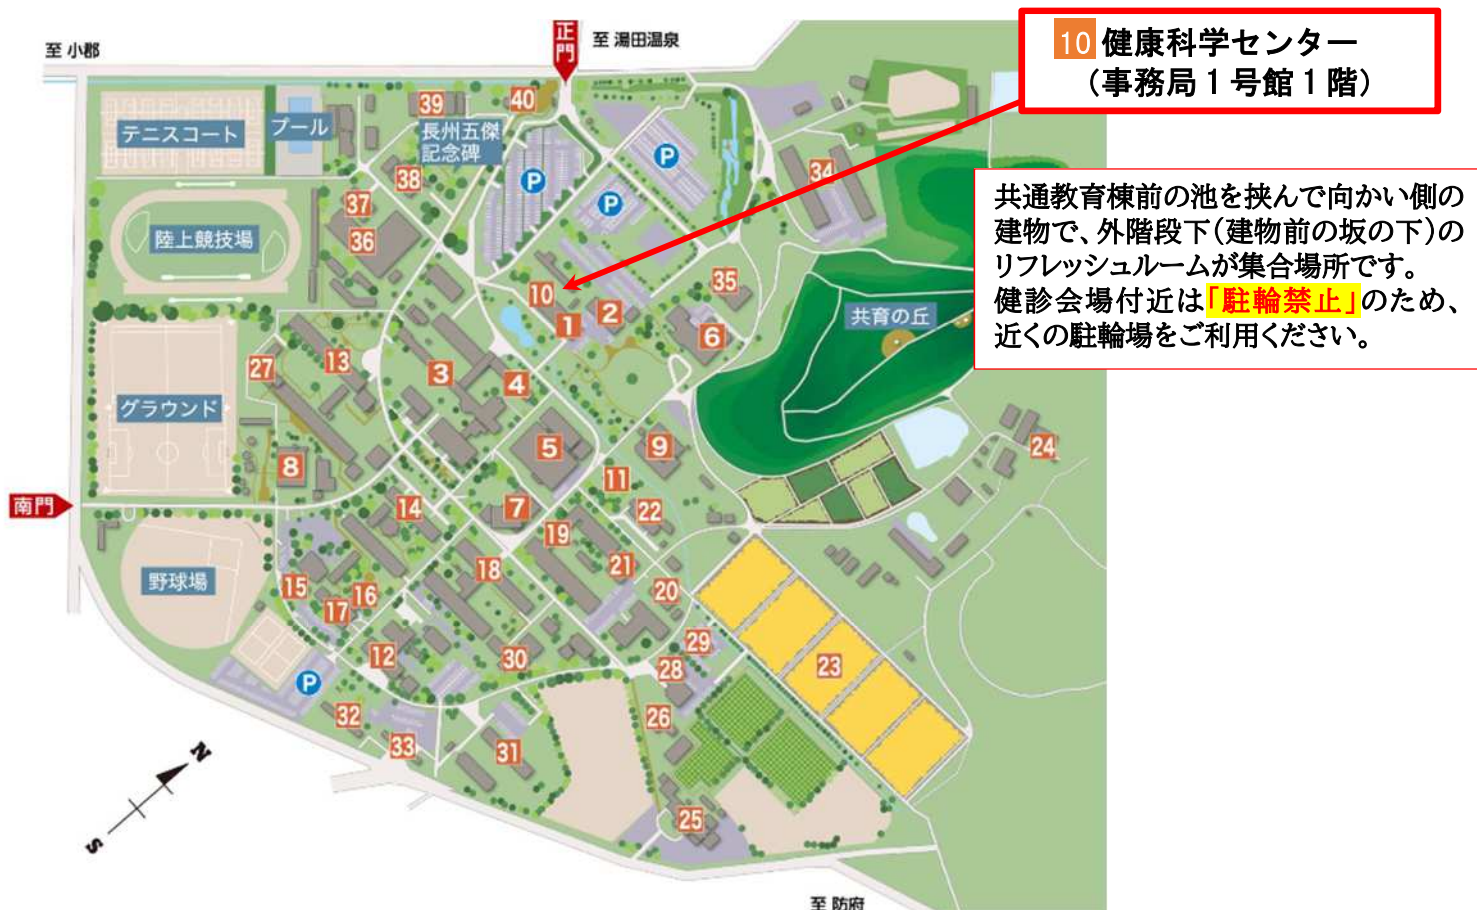 至 小郡
正門
至 湯田温泉
10 健康科学センター
(事務局1号館1階)
共通教育棟前の池を挟んで向かい側の
建物で、外階段下(建物前の坂の下)の
リフレッシュルームが集合場所です。
健診会場付近は「駐輪禁止」のため、
近くの駐輪場をご利用ください。
テニスコート
プール
39
40
長州五傑
記念碑
38
P
P
P
34
37
36
陸上競技場
10
1
2
35
6
共育の丘
27
13
3
4
グラウンド
8
5
9
24
南門
14
7
11
22
19
野球場
15
16
17
18
21
20
12
30
29
28
23
P
32
33
31
26
25
N
S
至 防府